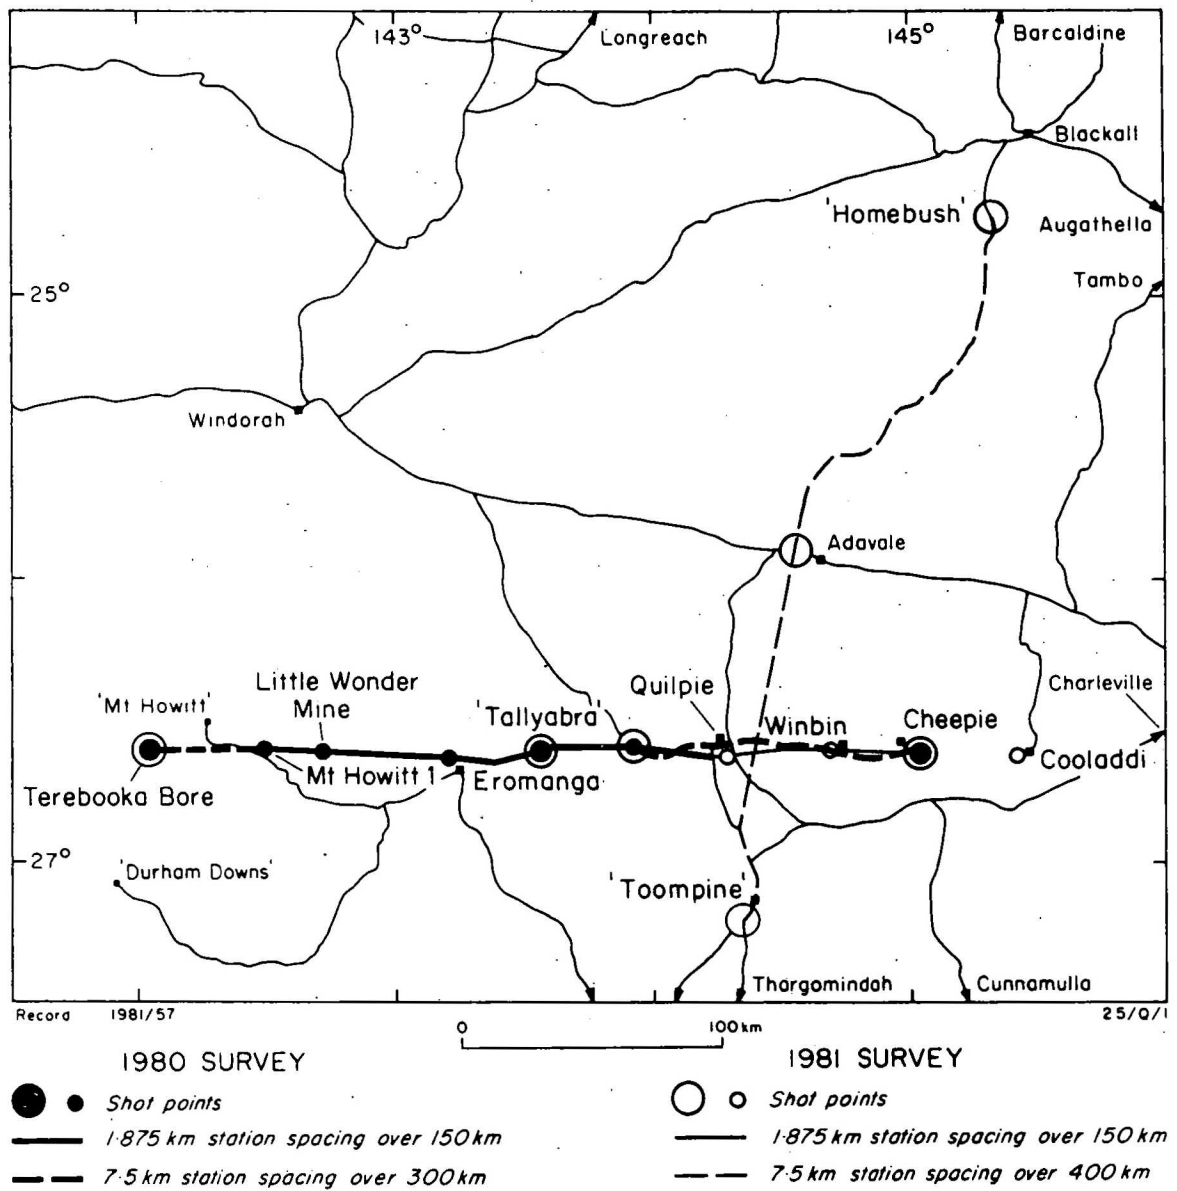 143°
Longreach
145°
Barcaldine
Blackall
'Homebush'
Augathella
25°
Tambo
Windorah
Adavale
Little Wonder
Mine
'Mt Howitt'
'Tallyabra'
Quilpie
Winbin
Cheepie
Charleville
Terebooka Bore
Mt Howitt 1
Eromanga
Cooladdi
27°
'Durham Downs'
'Toompine'
Thargomindah
Cunnamulla
Record 1981/57
25/Q/1
0 100km
1980 SURVEY
Shot points
1·875 km station spacing over 150 km
7·5 km station spacing over 300 km
1981 SURVEY
Shot points
1·875 km station spacing over 150 km
7·5 km station spacing over 400 km